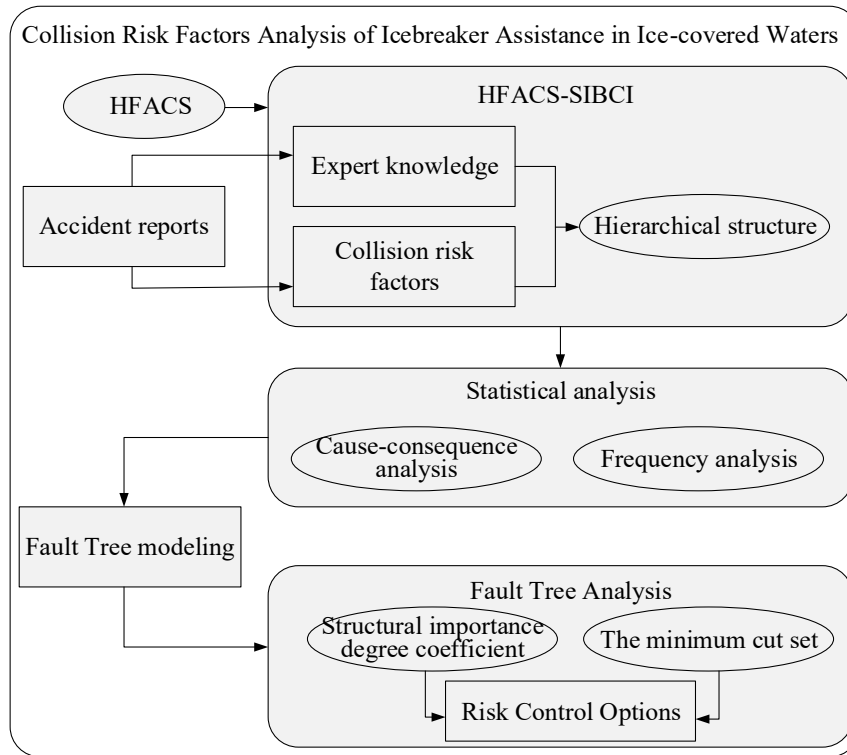 Collision Risk Factors Analysis of Icebreaker Assistance in Ice-covered Waters
HFACS
HFACS-SIBCI
Expert knowledge
Accident reports
Hierarchical structure
Collision risk
factors
Statistical analysis
Cause-consequence
analysis
Frequency analysis
Fault Tree modeling
Fault Tree Analysis
Structural importance
degree coefficient
The minimum cut set
Risk Control Options